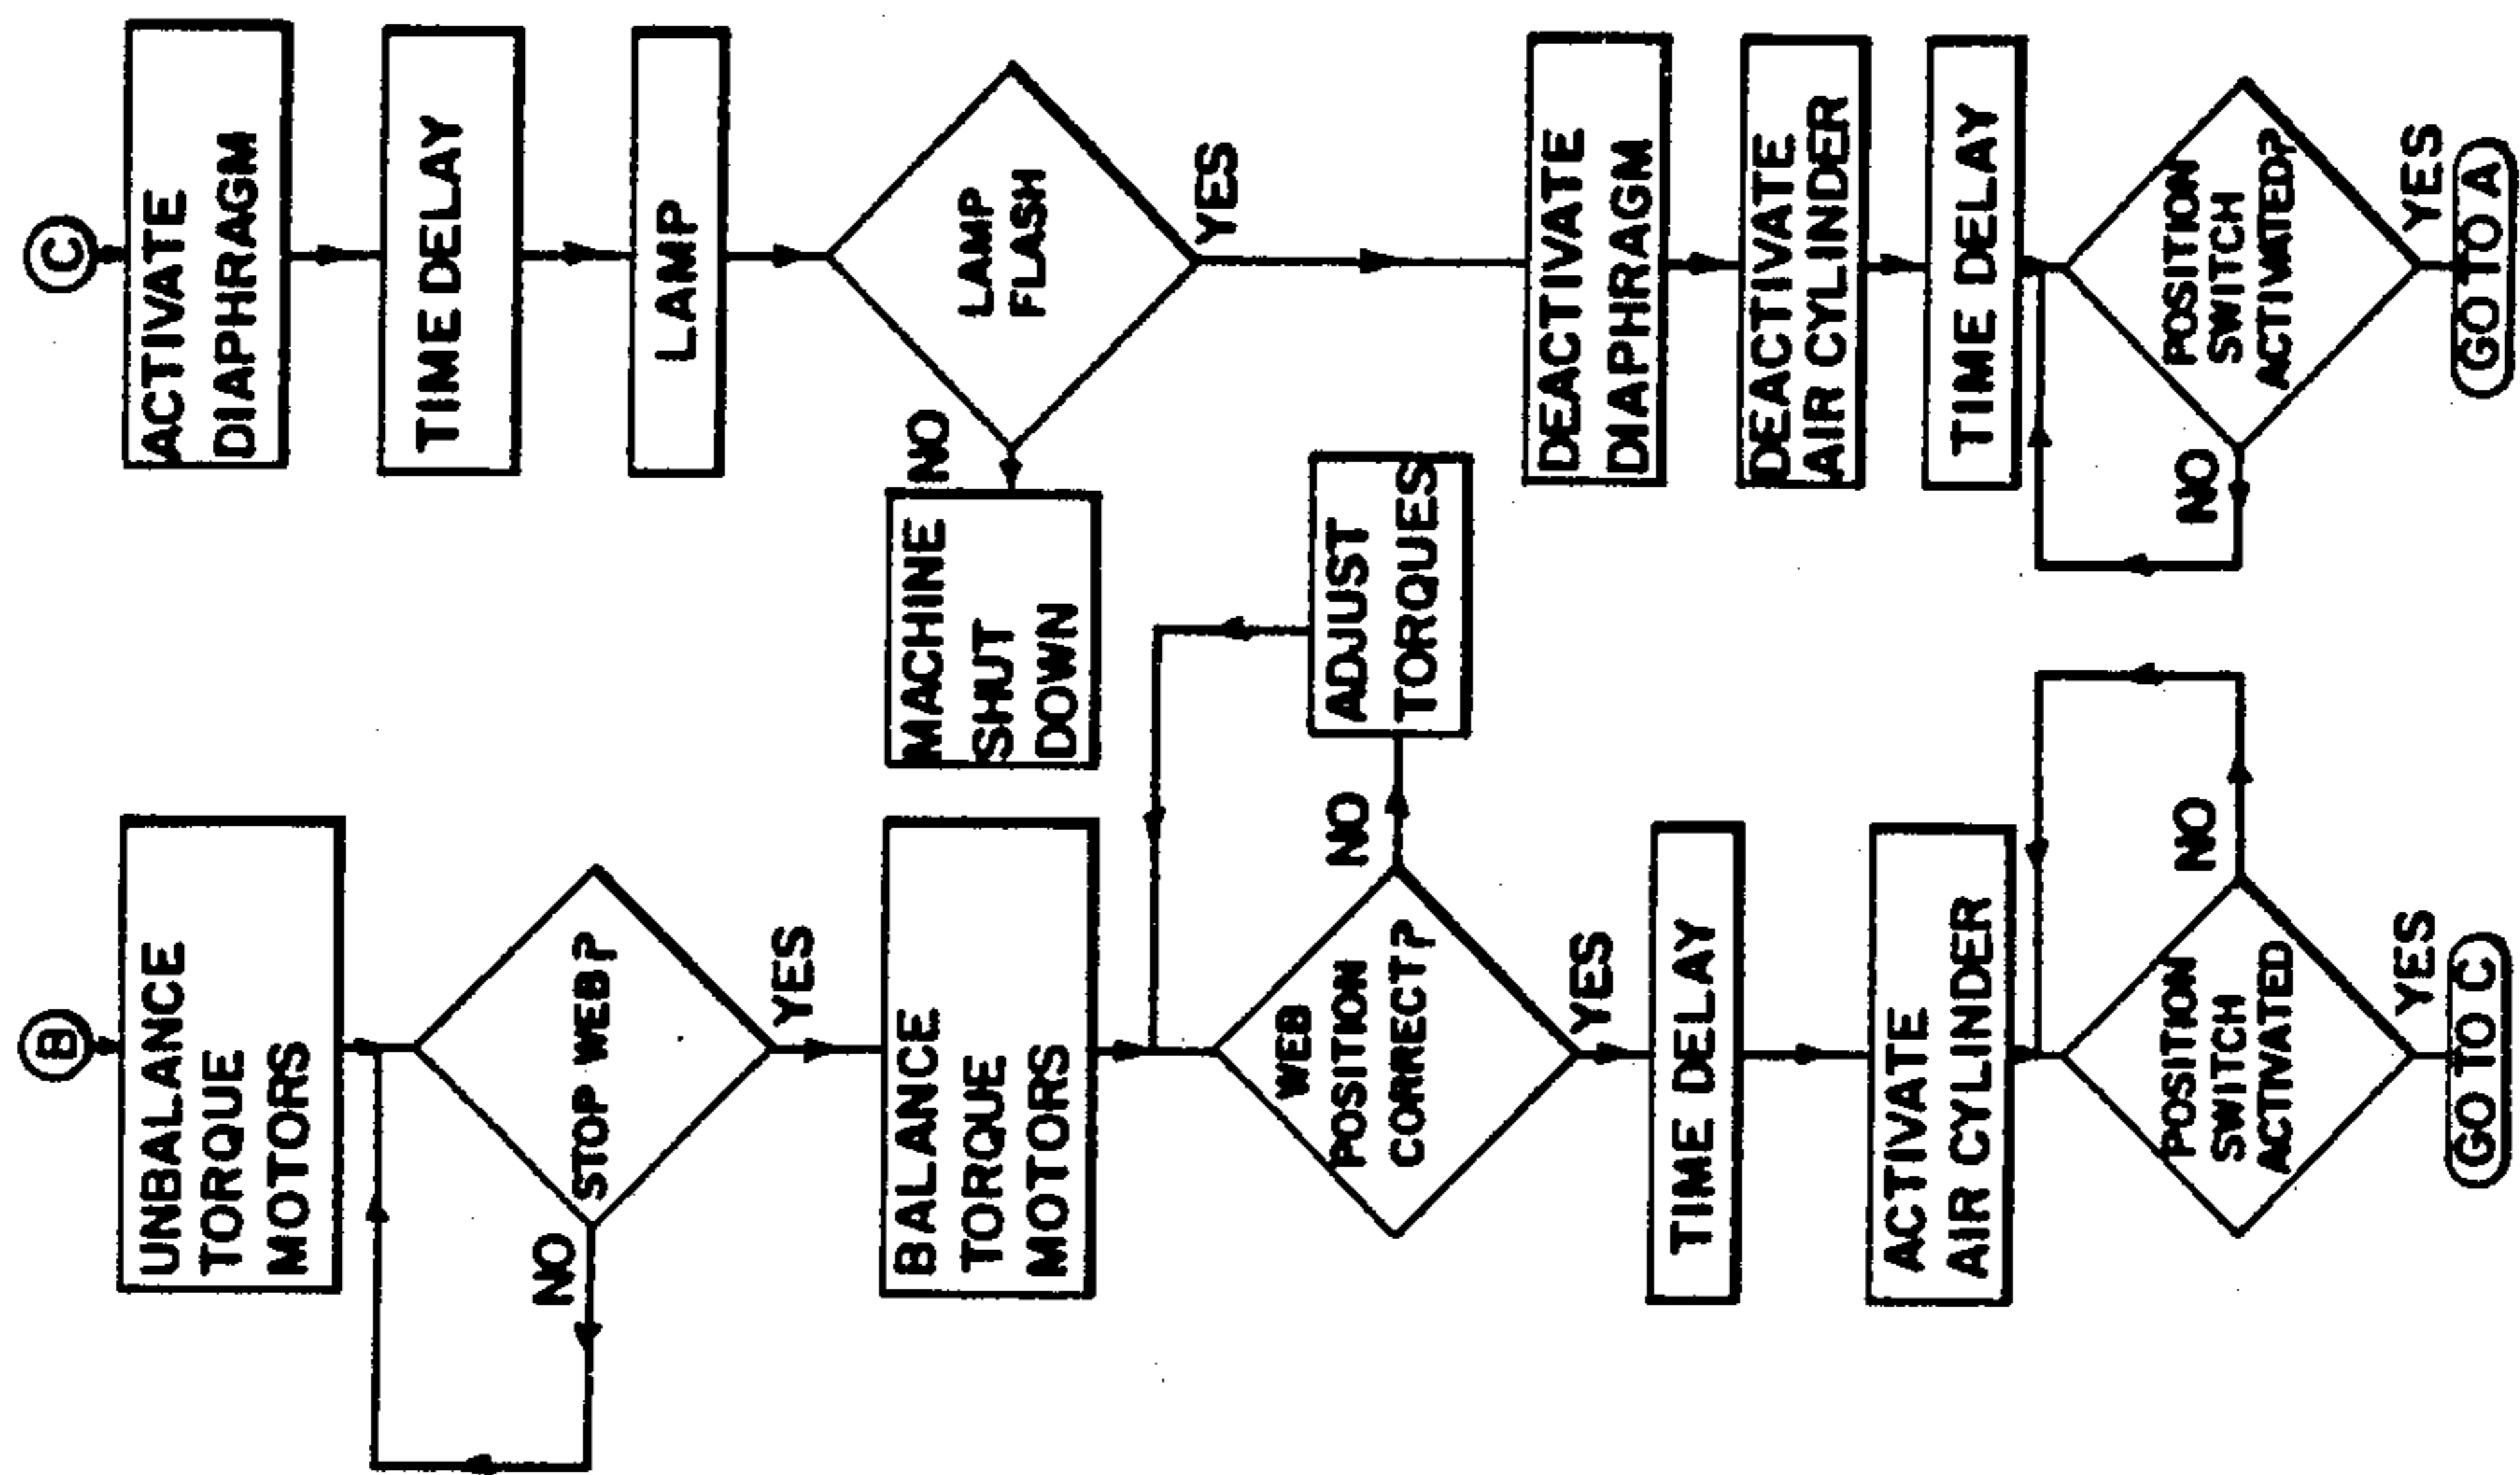 B
UNBALANCE
TORQUE
MOTORS
STOP WEB?
NO
YES
BALANCE
TORQUE
MOTORS
WEB
POSITION
CORRECT?
NO
ADJUST
TORQUES
YES
TIME DELAY
ACTIVATE
AIR CYLINDER
POSITION
SWITCH
ACTIVATED
NO
YES
GO TO C
C
ACTIVATE
DIAPHRAGM
TIME DELAY
LAMP
LAMP
FLASH
NO
MACHINE
SHUT
DOWN
YES
DEACTIVATE
DIAPHRAGM
DEACTIVATE
AIR CYLINDER
TIME DELAY
POSITION
SWITCH
ACTIVATED?
NO
YES
GO TO A